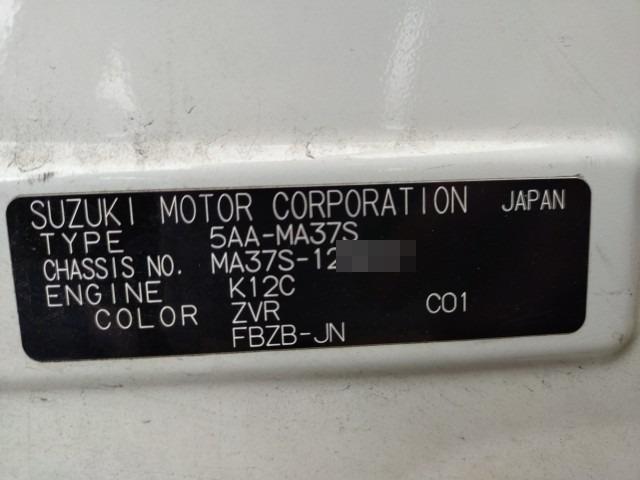 SUZUKI MOTOR CORPORATION JAPAN
TYPE 5AA-MA37S
CHASSIS NO. MA37S-12
ENGINE K12C
COLOR ZVR C01
FBZB-JN